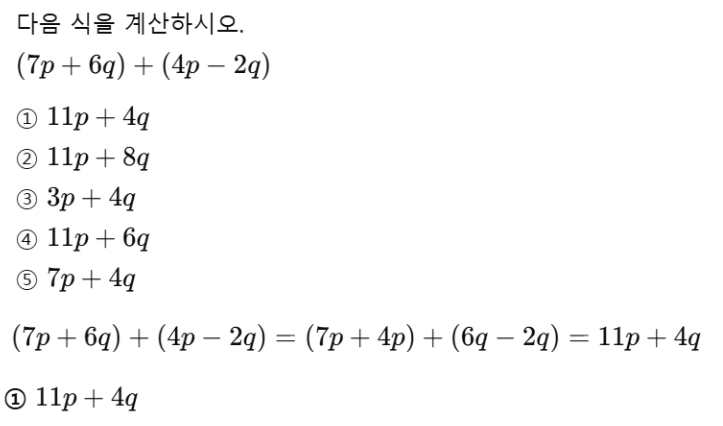 다음 식을 계산하시오.
(7p + 6q) + (4p − 2q)
① 11p + 4q
② 11p + 8q
③ 3p + 4q
④ 11p + 6q
⑤ 7p + 4q
(7p + 6q) + (4p − 2q) = (7p + 4p) + (6q − 2q) = 11p + 4q
① 11p + 4q